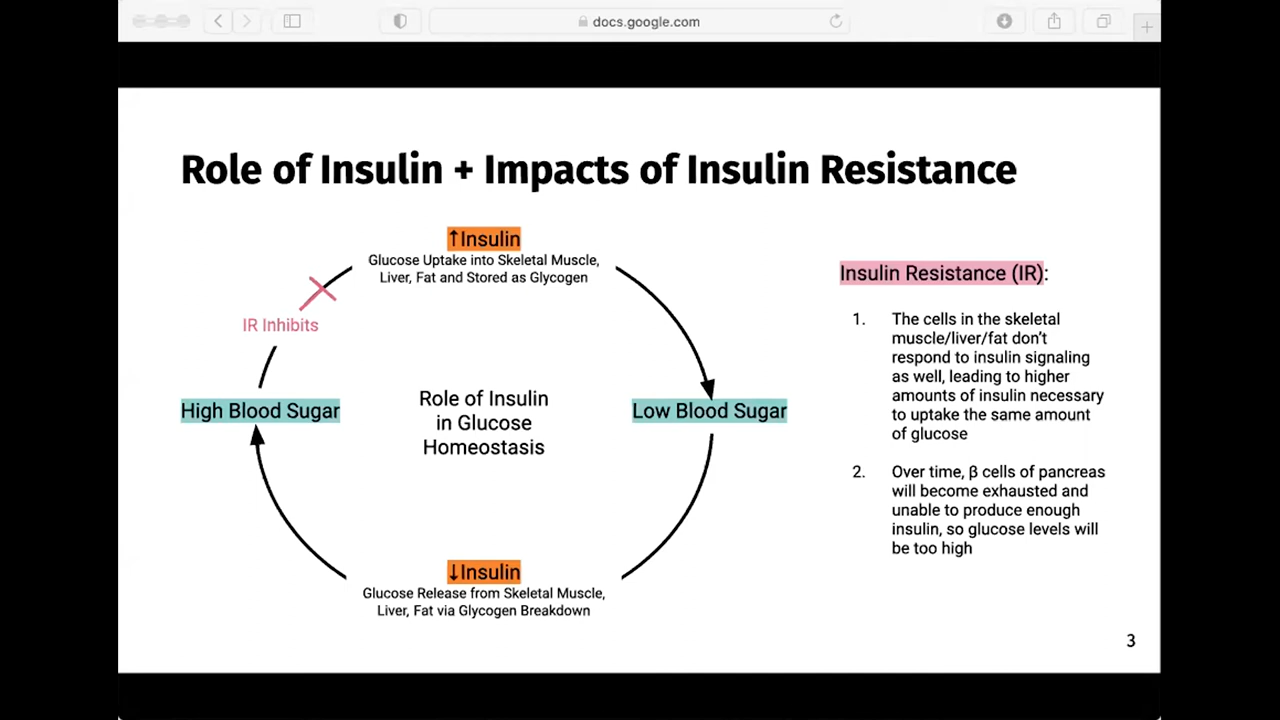 docs.google.com
Role of Insulin + Impacts of Insulin Resistance
↑Insulin
Glucose Uptake into Skeletal Muscle,
Liver, Fat and Stored as Glycogen
IR Inhibits
High Blood Sugar
Role of Insulin
in Glucose
Homeostasis
Low Blood Sugar
↓Insulin
Glucose Release from Skeletal Muscle,
Liver, Fat via Glycogen Breakdown
Insulin Resistance (IR):
1. The cells in the skeletal
muscle/liver/fat don't
respond to insulin signaling
as well, leading to higher
amounts of insulin necessary
to uptake the same amount
of glucose
2. Over time, β cells of pancreas
will become exhausted and
unable to produce enough
insulin, so glucose levels will
be too high
3